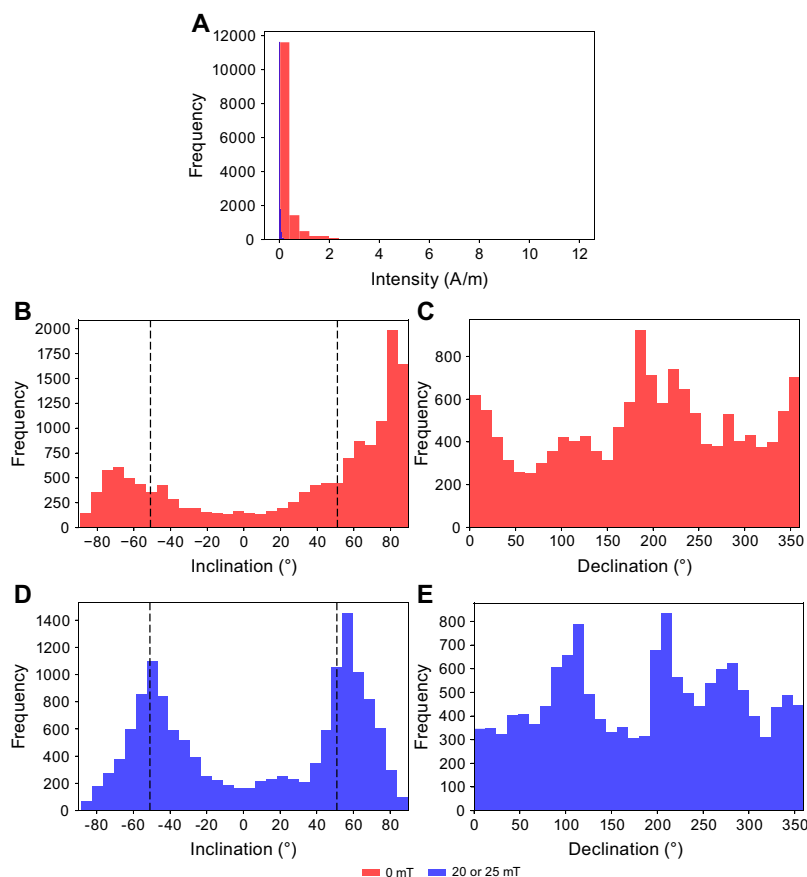 A
12000
10000
8000
6000
4000
2000
0
Frequency
0 2 4 6 8 10 12
Intensity (A/m)
B
2000
1750
1500
1250
1000
750
500
250
0
Frequency
−80 −60 −40 −20 0 20 40 60 80
Inclination (°)
C
800
600
400
200
0
Frequency
0 50 100 150 200 250 300 350
Declination (°)
D
1400
1200
1000
800
600
400
200
0
Frequency
-80 -60 -40 -20 0 20 40 60 80
Inclination (°)
E
800
700
600
500
400
300
200
100
0
Frequency
0 50 100 150 200 250 300 350
Declination (°)
0 mT 20 or 25 mT